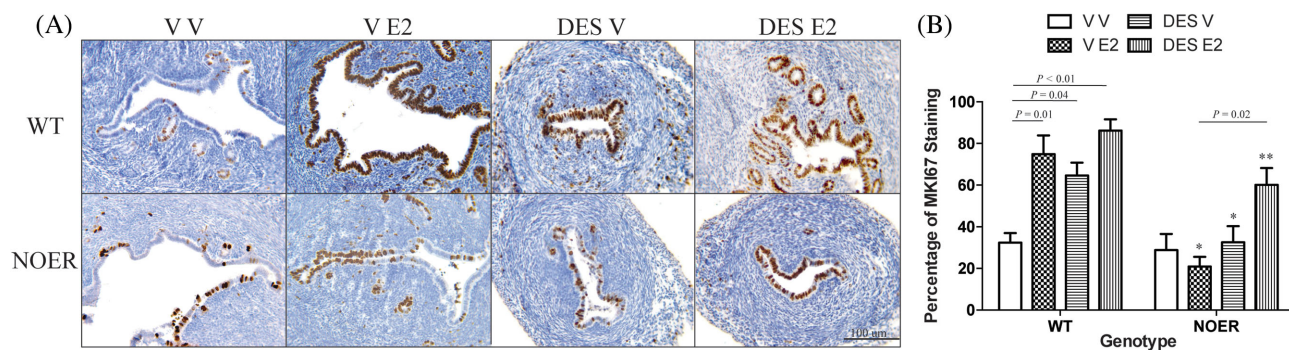 (A)
V V
V E2
DES V
DES E2
WT
NOER
100 um
(B)
V V
DES V
V E2
DES E2
P < 0.01
P = 0.04
P = 0.01
P = 0.02
Percentage of MKI67 Staining
100
80
60
40
20
0
*
*
**
WT
NOER
Genotype